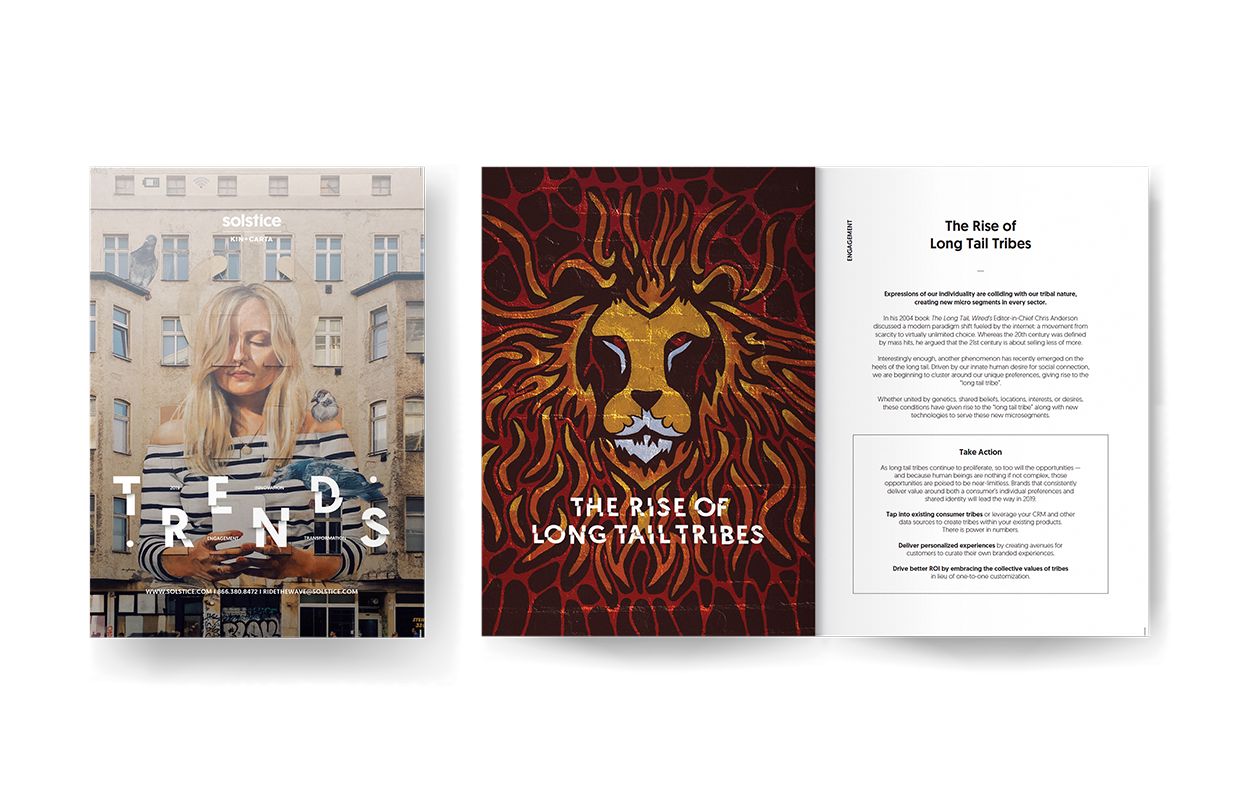 solstice
KIN+CARTA
2019
INNOVATION
TRENDS
ENGAGEMENT
TRANSFORMATION
WWW.SOLSTICE.COM I 866.380.8472 I RIDETHEWAVE@SOLSTICE.COM
THE RISE OF
LONG TAIL TRIBES
ENGAGEMENT
The Rise of
Long Tail Tribes
—
Expressions of our individuality are colliding with our tribal nature,
creating new micro segments in every sector.
In his 2004 book The Long Tail, Wired's Editor-in-Chief Chris Anderson
discussed a modern paradigm shift fueled by the internet: a movement from
scarcity to virtually unlimited choice. Whereas the 20th century was defined
by mass hits, he argued that the 21st century is about selling less of more.
Interestingly enough, another phenomenon has recently emerged on the
heels of the long tail. Driven by our innate human desire for social connection,
we are beginning to cluster around our unique preferences, giving rise to the
"long tail tribe".
Whether united by genetics, shared beliefs, locations, interests, or desires,
these conditions have given rise to the "long tail tribe" along with new
technologies to serve these new microsegments.
Take Action
As long tail tribes continue to proliferate, so too will the opportunities —
and because human beings are nothing if not complex, those
opportunities are poised to be near-limitless. Brands that consistently
deliver value around both a consumer's individual preferences and
shared identity will lead the way in 2019.
Tap into existing consumer tribes or leverage your CRM and other
data sources to create tribes within your existing products.
There is power in numbers.
Deliver personalized experiences by creating avenues for
customers to curate their own branded experiences.
Drive better ROI by embracing the collective values of tribes
in lieu of one-to-one customization.